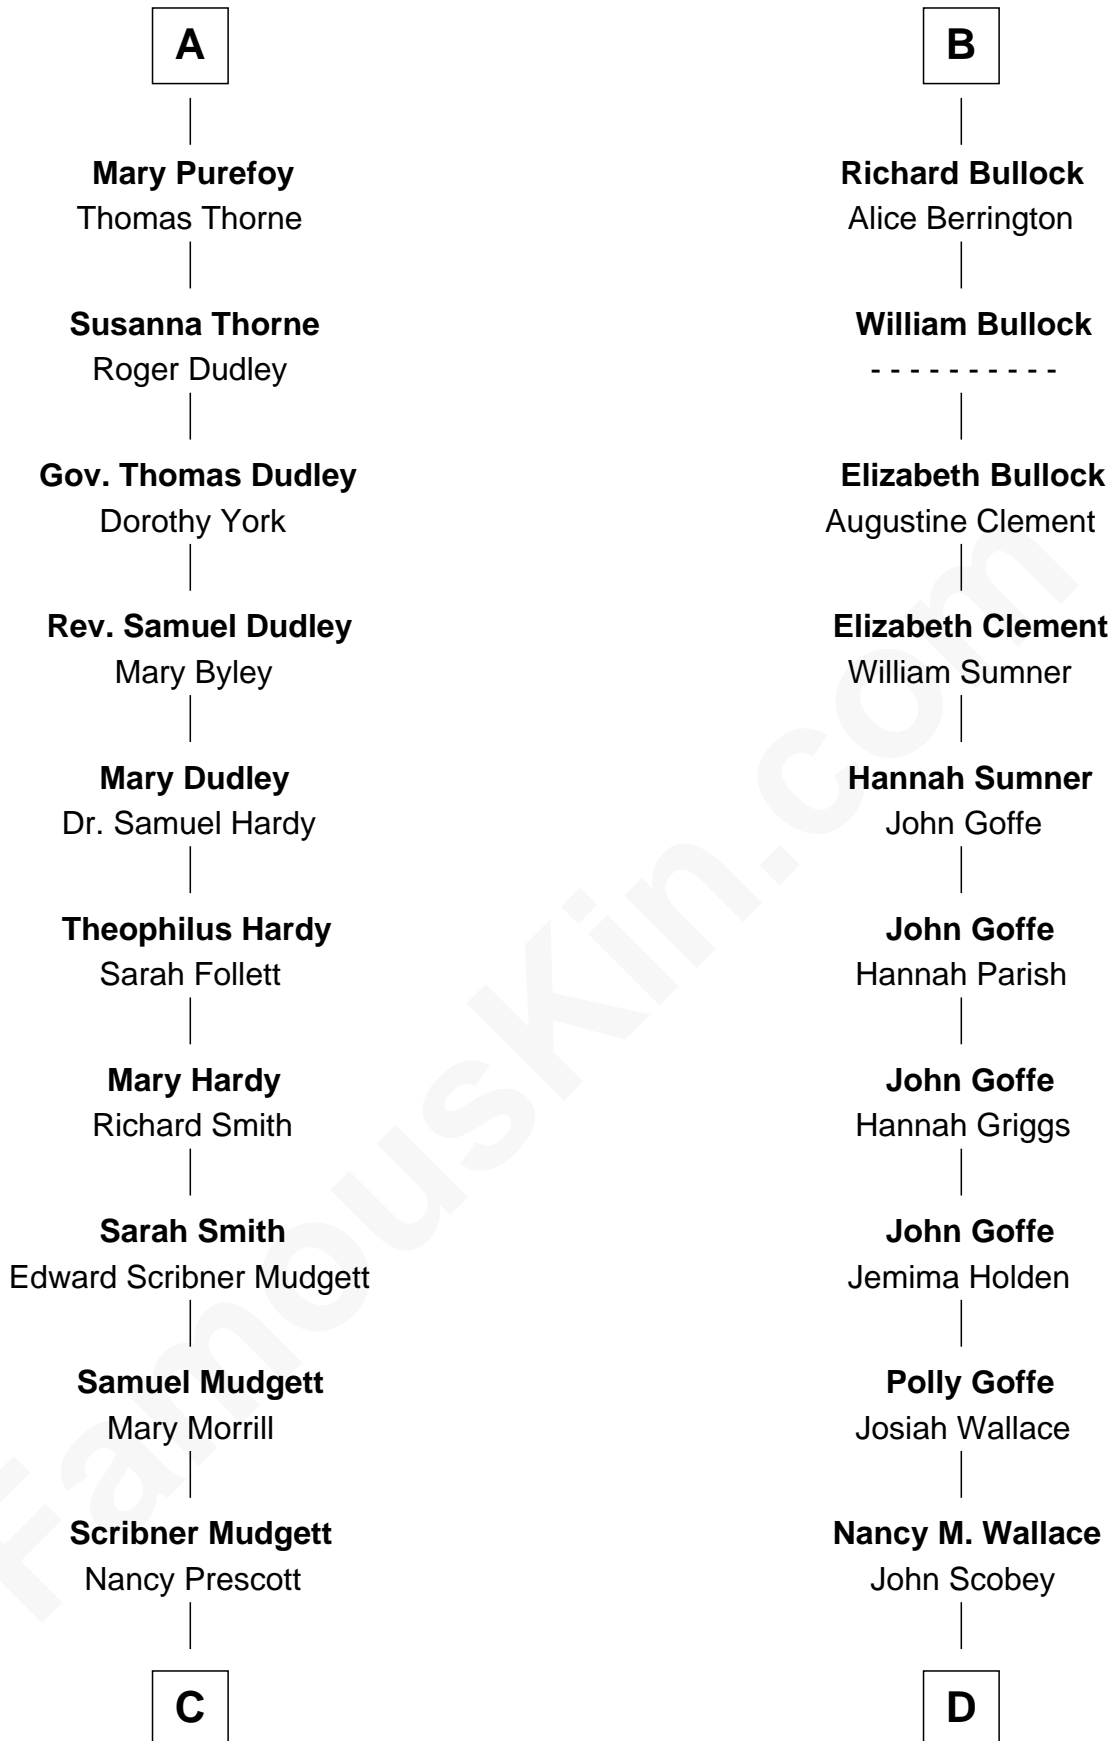 A
Mary Purefoy
Thomas Thorne
Susanna Thorne
Roger Dudley
Gov. Thomas Dudley
Dorothy York
Rev. Samuel Dudley
Mary Byley
Mary Dudley
Dr. Samuel Hardy
Theophilus Hardy
Sarah Follett
Mary Hardy
Richard Smith
Sarah Smith
Edward Scribner Mudgett
Samuel Mudgett
Mary Morrill
Scribner Mudgett
Nancy Prescott
C
B
Richard Bullock
Alice Berrington
William Bullock
- - - - - - - - - -
Elizabeth Bullock
Augustine Clement
Elizabeth Clement
William Sumner
Hannah Sumner
John Goffe
John Goffe
Hannah Parish
John Goffe
Hannah Griggs
John Goffe
Jemima Holden
Polly Goffe
Josiah Wallace
Nancy M. Wallace
John Scobey
D
FamousKin.com